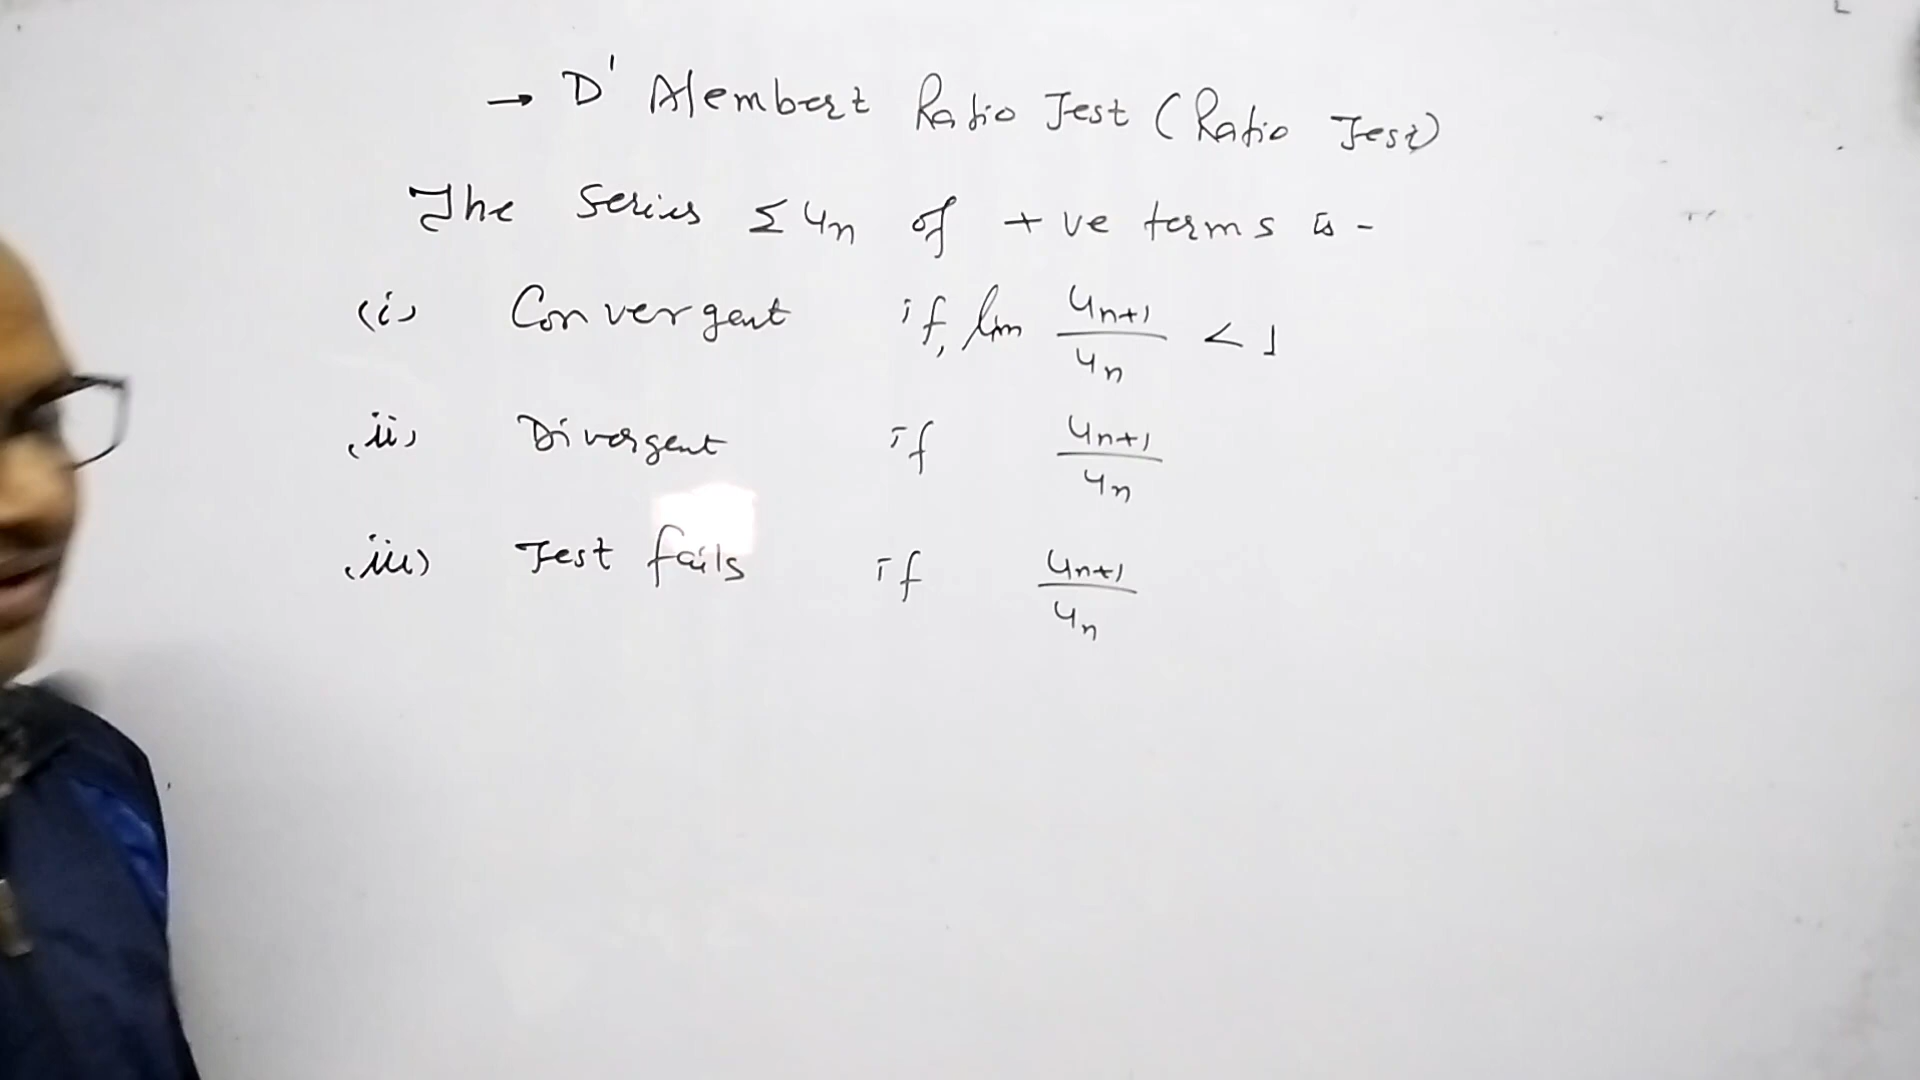 → D' Alembert Ratio Test (Ratio Test)
The Series Σ un of +ve terms is -
(i) Convergent if, lim un+1/un < 1
(ii) Divergent if un+1/un
(iii) Test fails if un+1/un